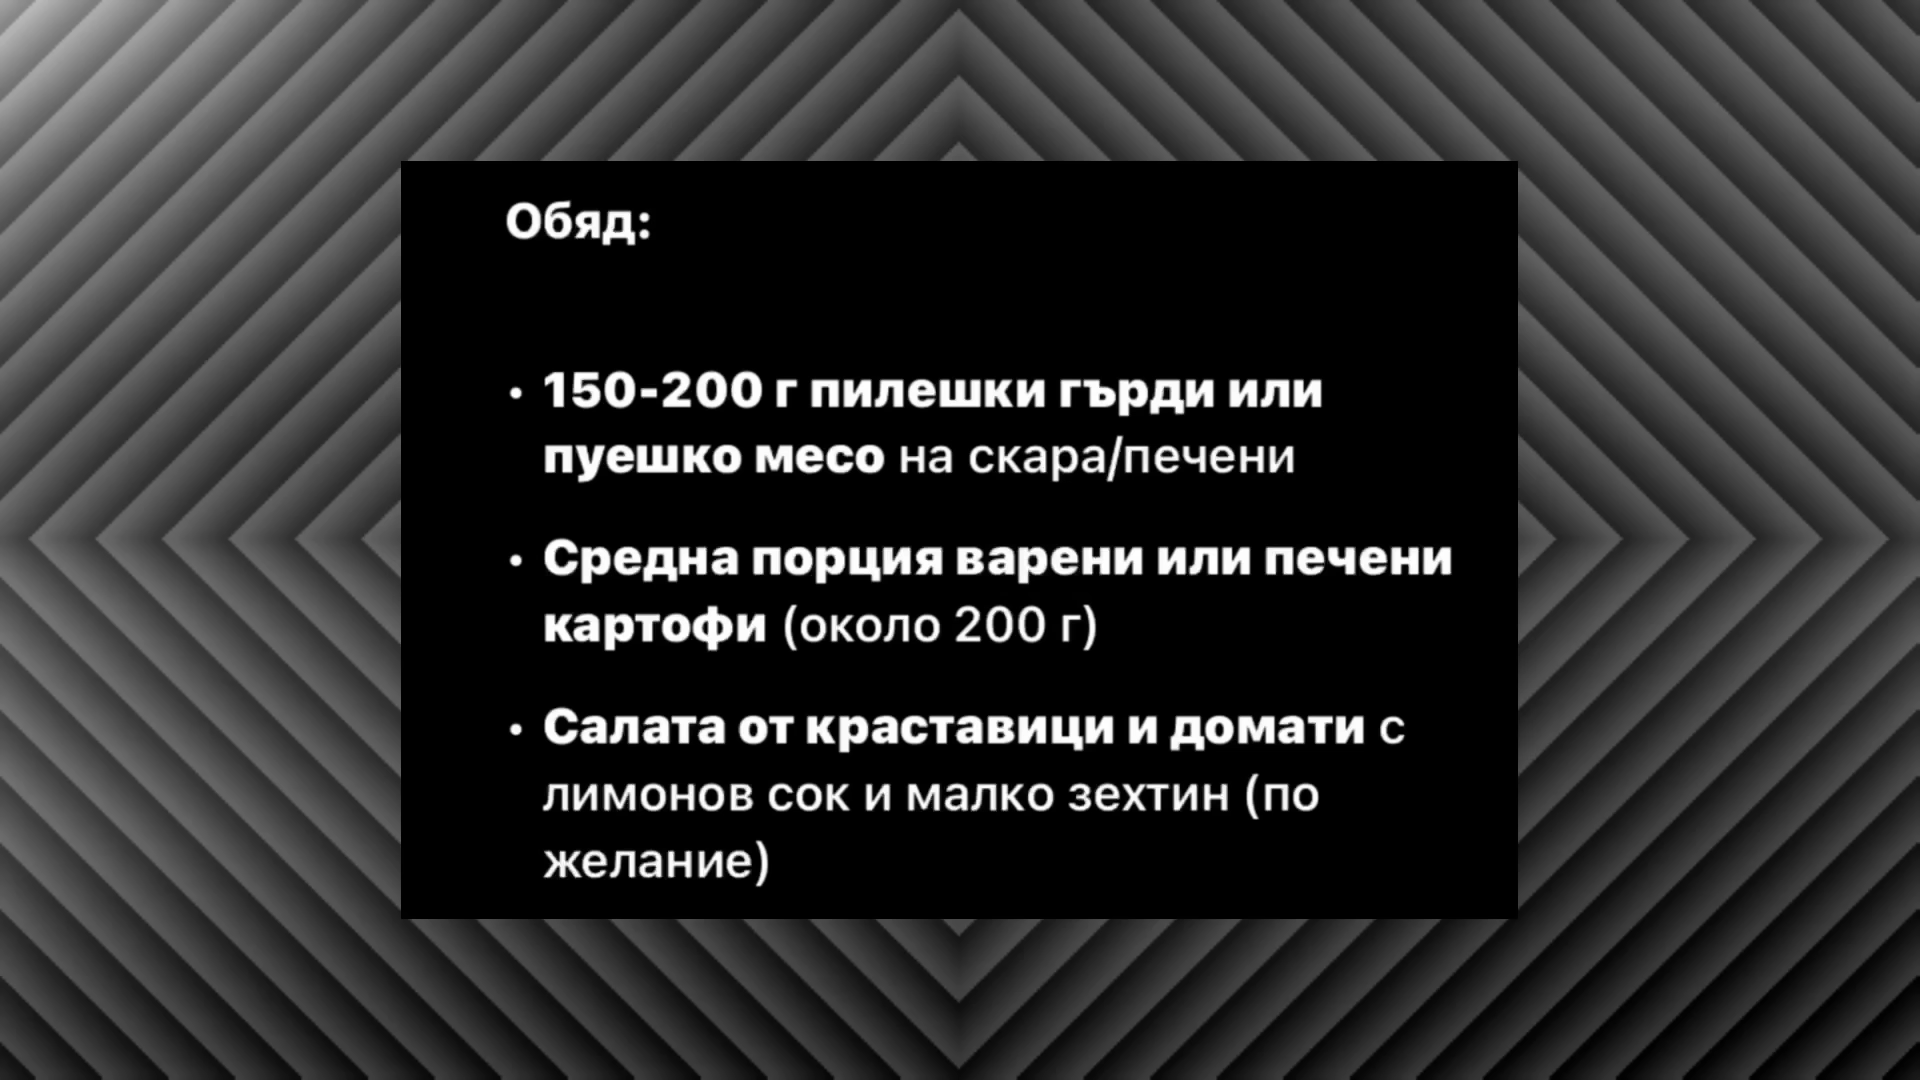 Обяд:
• 150-200 г пилешки гърди или
пуешко месо на скара/печени
• Средна порция варени или печени
картофи (около 200 г)
• Салата от краставици и домати с
лимонов сок и малко зехтин (по
желание)